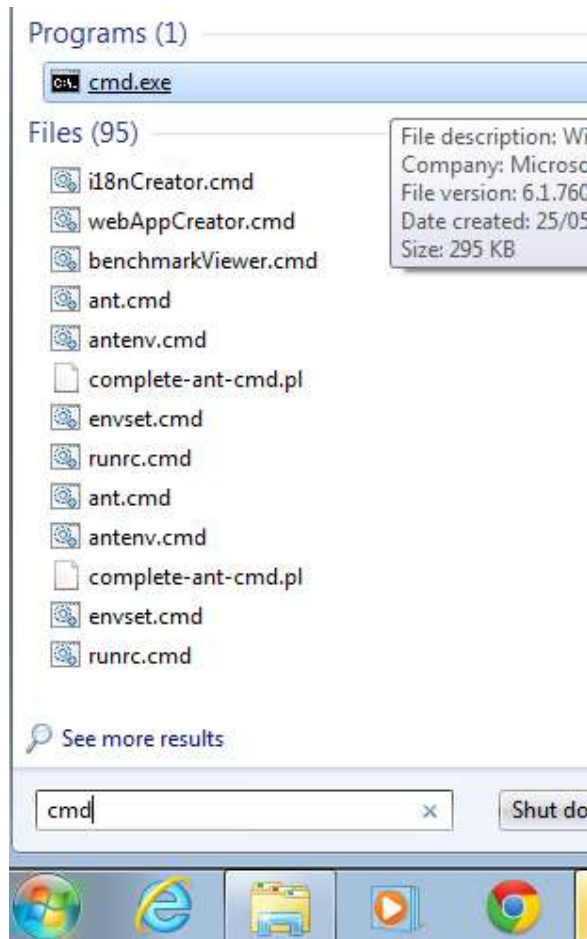 Programs (1)
cmd.exe
Files (95)
File description: Wi
Company: Microso
File version: 6.1.760
Date created: 25/05
Size: 295 KB
i18nCreator.cmd
webAppCreator.cmd
benchmarkViewer.cmd
ant.cmd
antenv.cmd
complete-ant-cmd.pl
envset.cmd
runrc.cmd
ant.cmd
antenv.cmd
complete-ant-cmd.pl
envset.cmd
runrc.cmd
See more results
cmd
Shut do